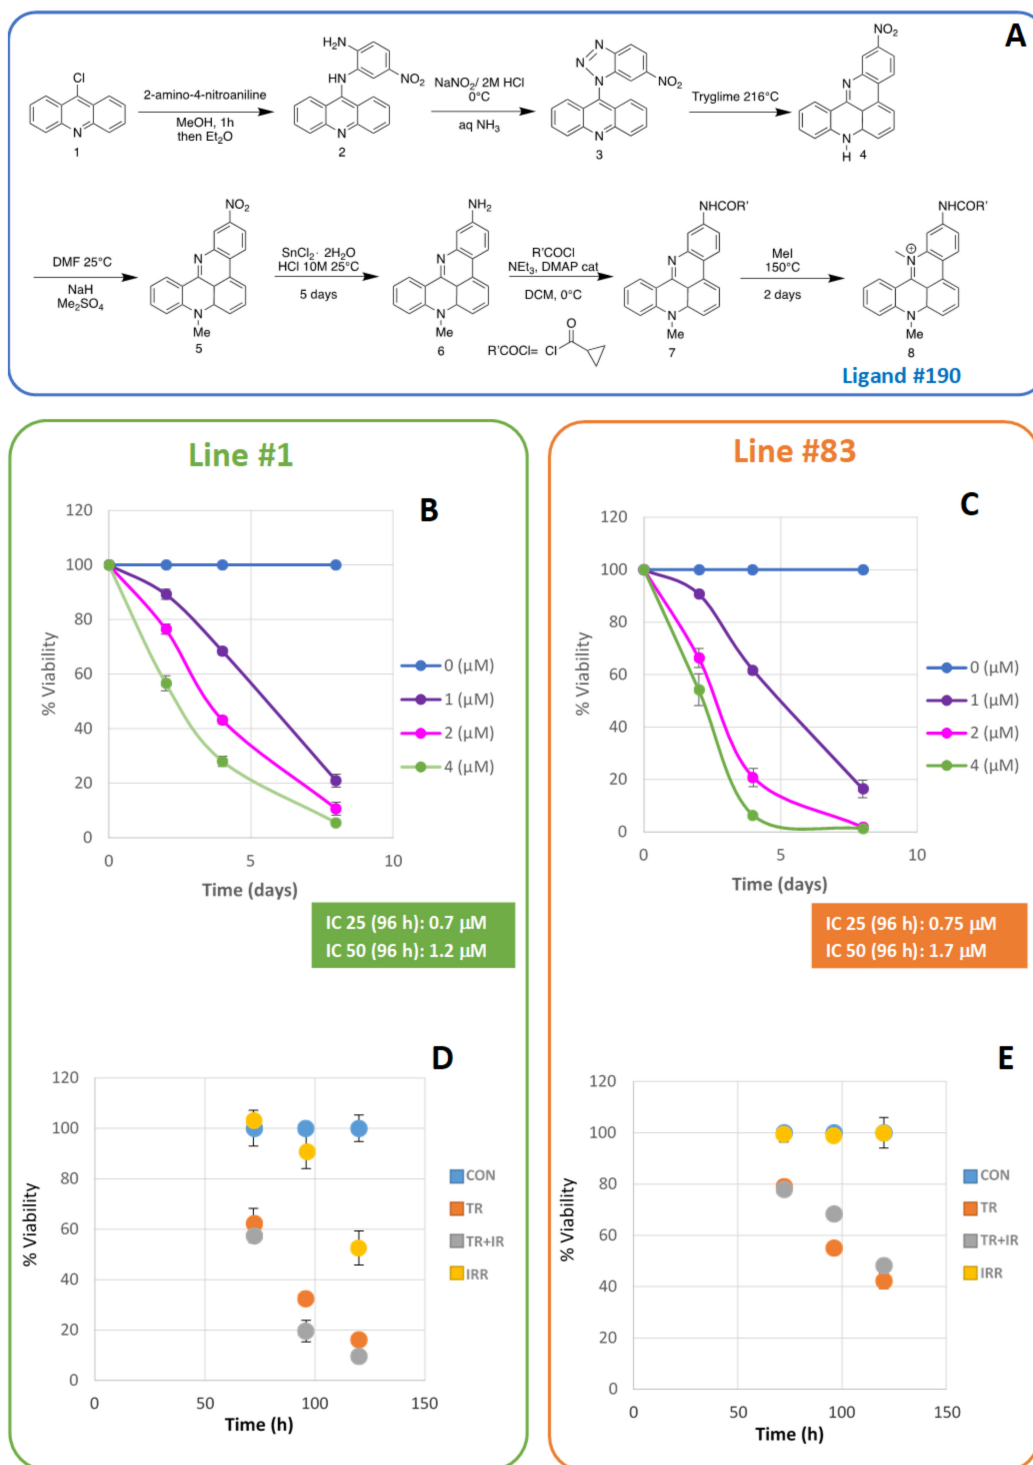 A
Cl
N
1
2-amino-4-nitroaniline
MeOH, 1h
then Et₂O
H₂N
HN
NO₂
N
2
NaNO₂/ 2M HCl
0°C
aq NH₃
N
N
N
NO₂
N
3
Tryglime 216°C
NO₂
N
N
H
4
DMF 25°C
NaH
Me₂SO₄
NO₂
N
N
Me
5
SnCl₂· 2H₂O
HCl 10M 25°C
5 days
NH₂
N
N
Me
6
R'COCl
NEt₃, DMAP cat
DCM, 0°C
R'COCl=
Cl
O
NHCOR'
N
N
Me
7
MeI
150°C
2 days
NHCOR'
N
+
N
Me
8
Ligand #190
Line #1
B
% Viability
120
100
80
60
40
20
0
0 5 10
Time (days)
0 (μM)
1 (μM)
2 (μM)
4 (μM)
IC 25 (96 h): 0.7 μM
IC 50 (96 h): 1.2 μM
D
% Viability
120
100
80
60
40
20
0
0 50 100 150
Time (h)
CON
TR
TR+IR
IRR
Line #83
C
% Viability
120
100
80
60
40
20
0
0 5 10
Time (days)
0 (μM)
1 (μM)
2 (μM)
4 (μM)
IC 25 (96 h): 0.75 μM
IC 50 (96 h): 1.7 μM
E
% Viability
120
100
80
60
40
20
0
0 50 100 150
Time (h)
CON
TR
TR+IR
IRR